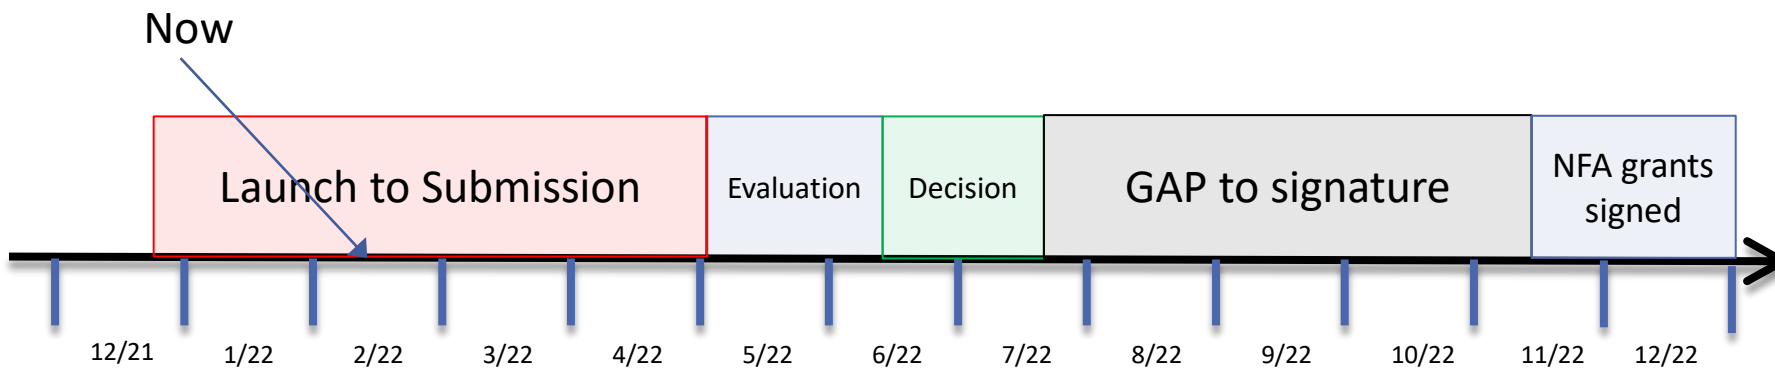 Now
Launch to Submission
Evaluation
Decision
GAP to signature
NFA grants
signed
12/21
1/22
2/22
3/22
4/22
5/22
6/22
7/22
8/22
9/22
10/22
11/22
12/22